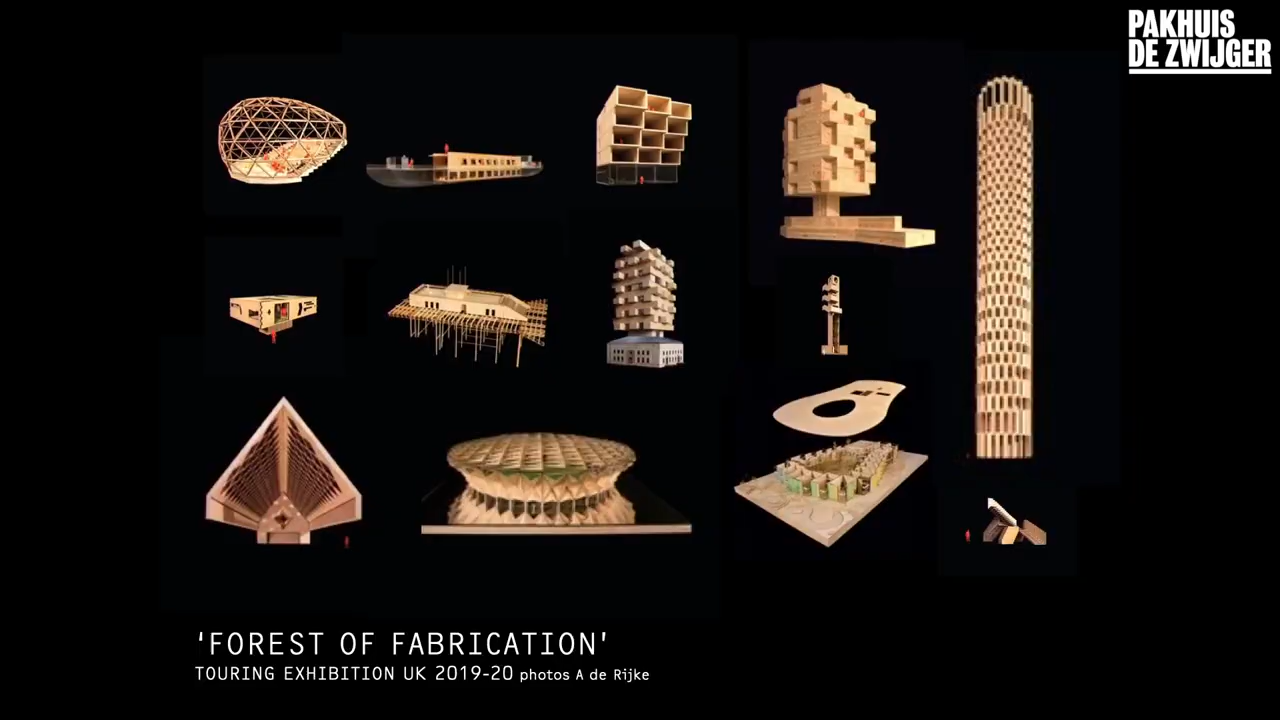 PAKHUIS
DE ZWIJGER
‘FOREST OF FABRICATION’
TOURING EXHIBITION UK 2019-20 photos A de Rijke